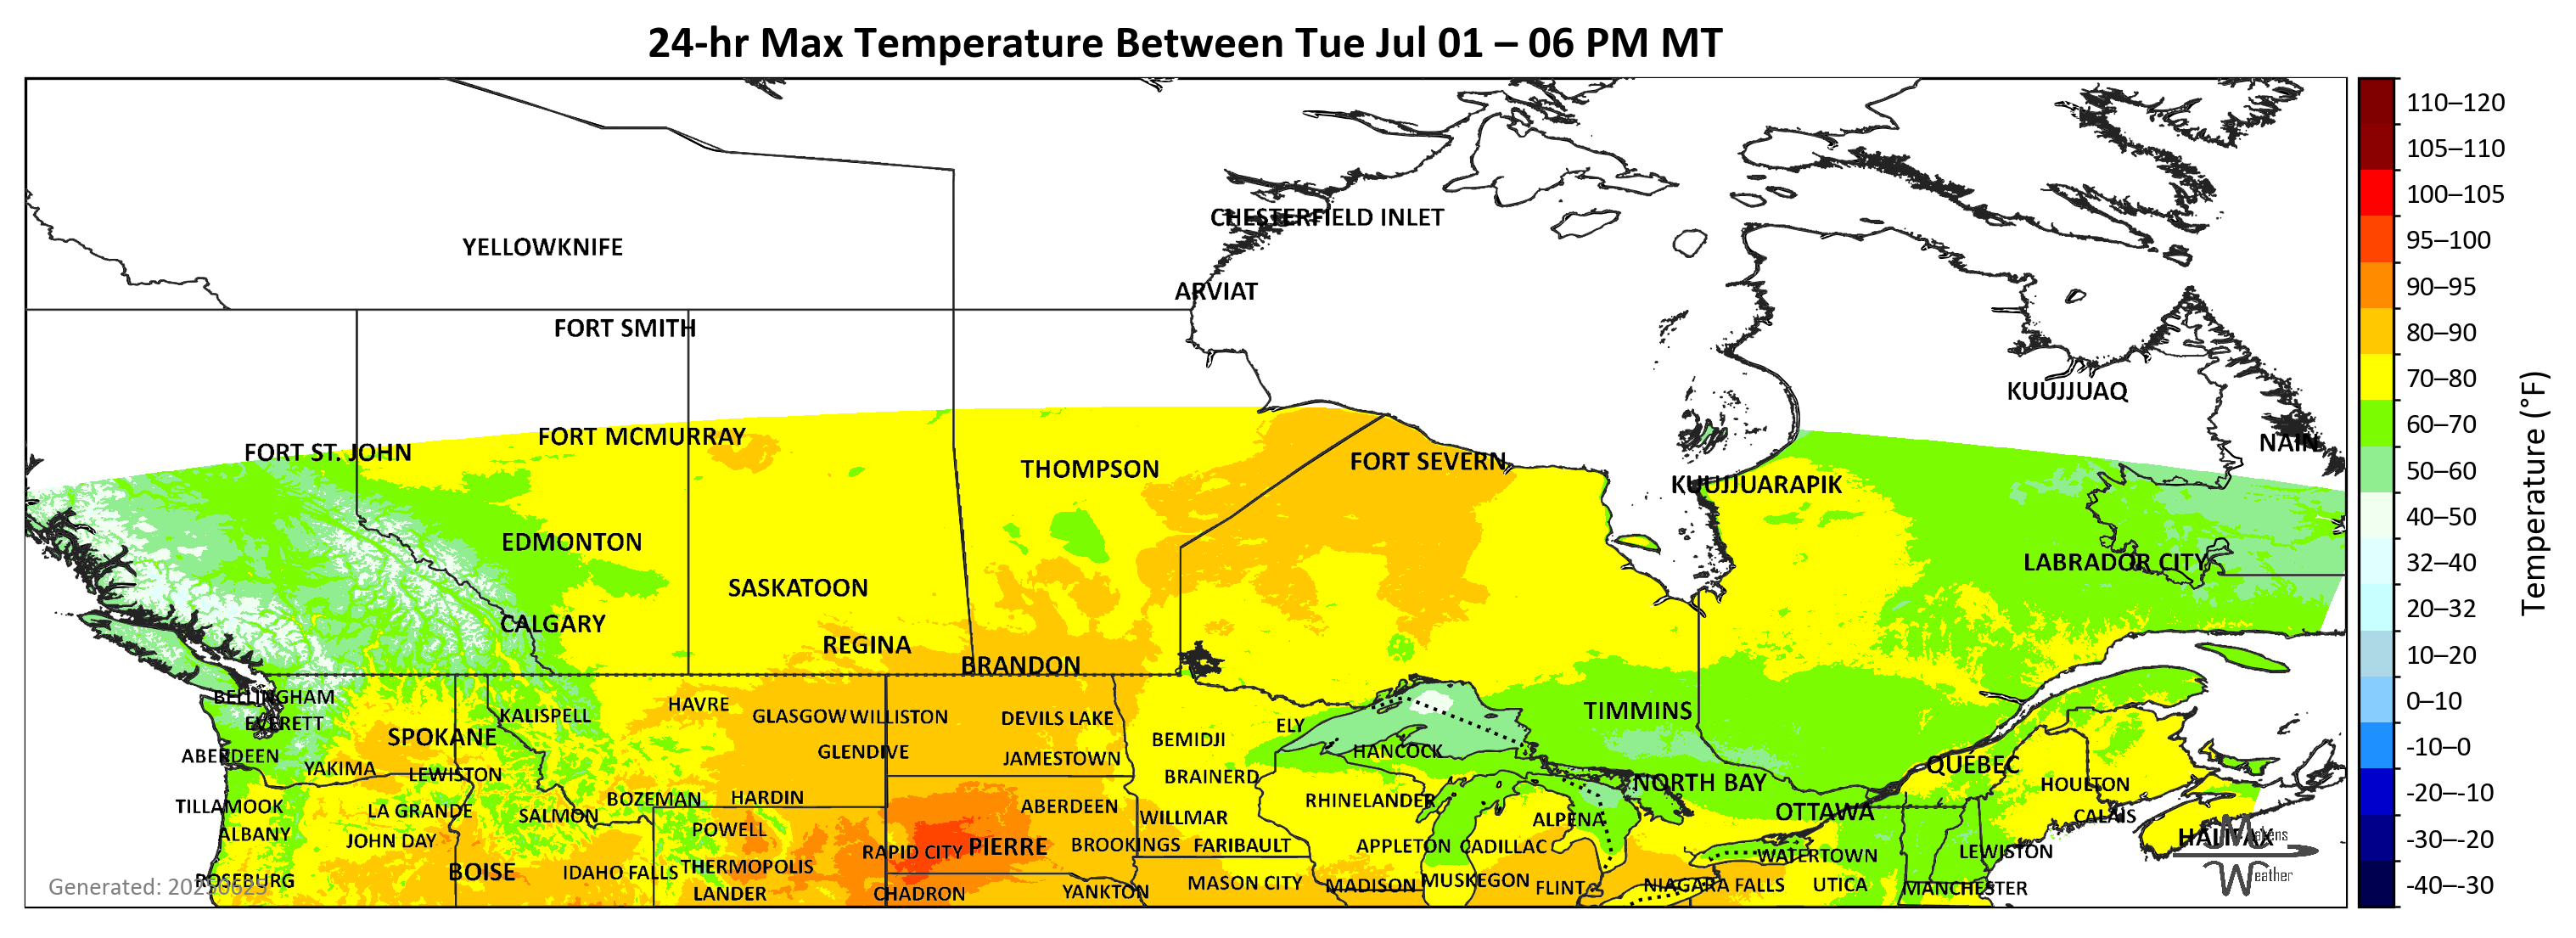 24-hr Max Temperature Between Tue Jul 01 – 06 PM MT
CHESTERFIELD INLET
YELLOWKNIFE
ARVIAT
FORT SMITH
KUUJJUAQ
FORT MCMURRAY
NAIN
FORT ST. JOHN
FORT SEVERN
THOMPSON
KUUJJUARAPIK
EDMONTON
LABRADOR CITY
SASKATOON
CALGARY
REGINA
BRANDON
BELLINGHAM
HAVRE
TIMMINS
KALISPELL
GLASGOW WILLISTON
DEVILS LAKE
EVERETT
ELY
SPOKANE
BEMIDJI
HANCOCK
GLENDIVE
ABERDEEN
JAMESTOWN
QUÉBEC
YAKIMA
LEWISTON
BRAINERD
NORTH BAY
HOULTON
BOZEMAN
HARDIN
RHINELANDER
TILLAMOOK
ABERDEEN
LA GRANDE
OTTAWA
SALMON
CALAIS
WILLMAR
ALPENA
POWELL
ALBANY
HALIFAX
Makens
JOHN DAY
PIERRE
BROOKINGS
FARIBAULT
APPLETON
CADILLAC
RAPID CITY
LEWISTON
WATERTOWN
THERMOPOLIS
BOISE
IDAHO FALLS
Weather
ROSEBURG
MUSKEGON
MASON CITY
MADISON
NIAGARA FALLS
UTICA
Generated: 20250625
FLINT
MANCHESTER
YANKTON
LANDER
CHADRON
110–120
105–110
100–105
95–100
90–95
80–90
70–80
60–70
50–60
40–50
32–40
20–32
10–20
0–10
-10–0
-20–-10
-30–-20
-40–-30
Temperature (°F)